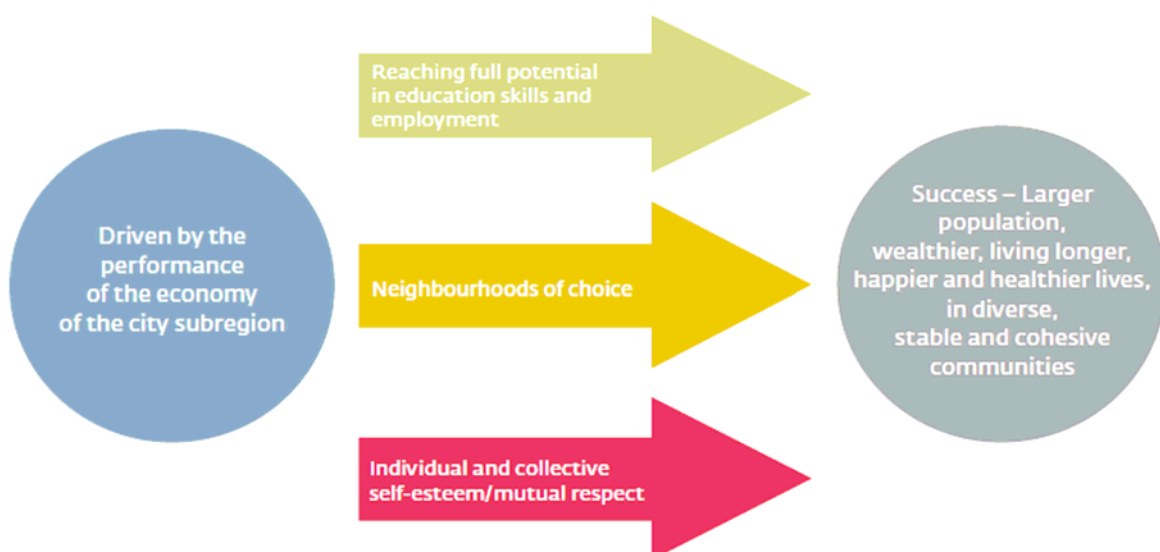 Driven by the
performance
of the economy
of the city subregion
Reaching full potential
in education skills and
employment
Neighbourhoods of choice
Individual and collective
self-esteem/mutual respect
Success – Larger
population,
wealthier, living longer,
happier and healthier lives,
in diverse,
stable and cohesive
communities